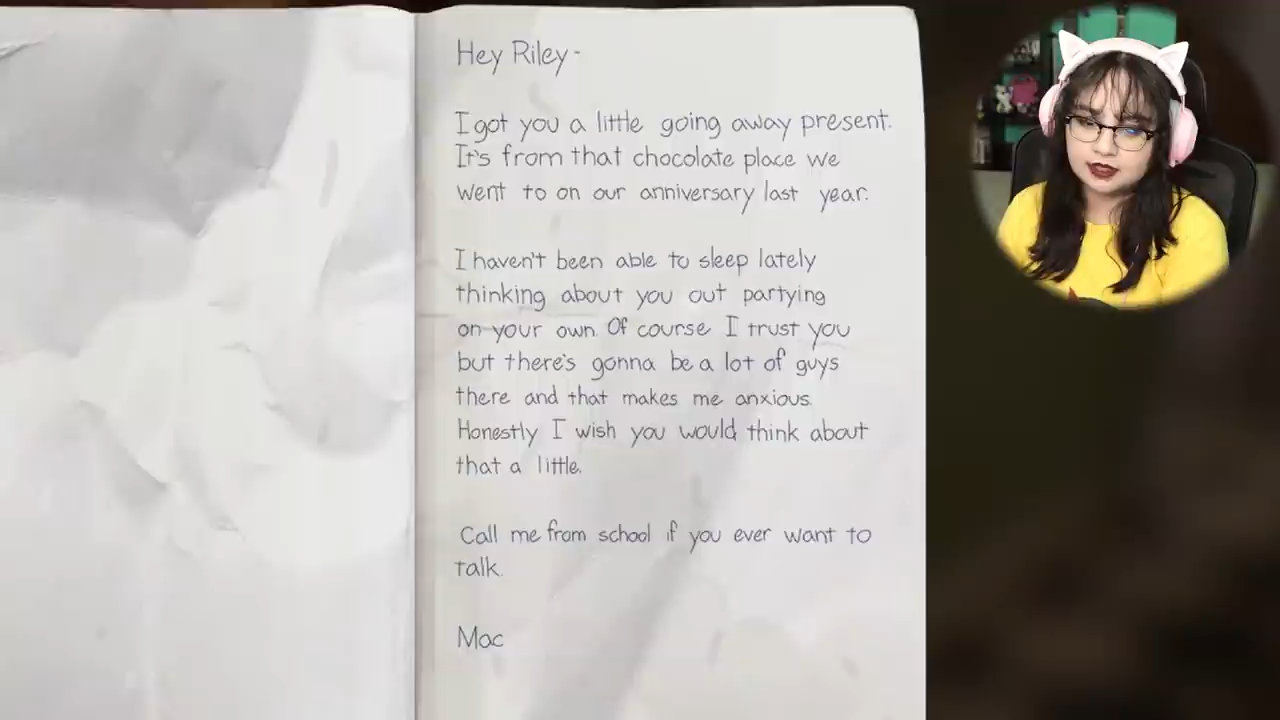 Hey Riley-
I got you a little going away present.
It's from that chocolate place we
went to on our anniversary last year.
I haven't been able to sleep lately
thinking about you out partying
on your own. Of course I trust you
but there's gonna be a lot of guys
there and that makes me anxious.
Honestly I wish you would think about
that a little.
Call me from school if you ever want to
talk.
Mac